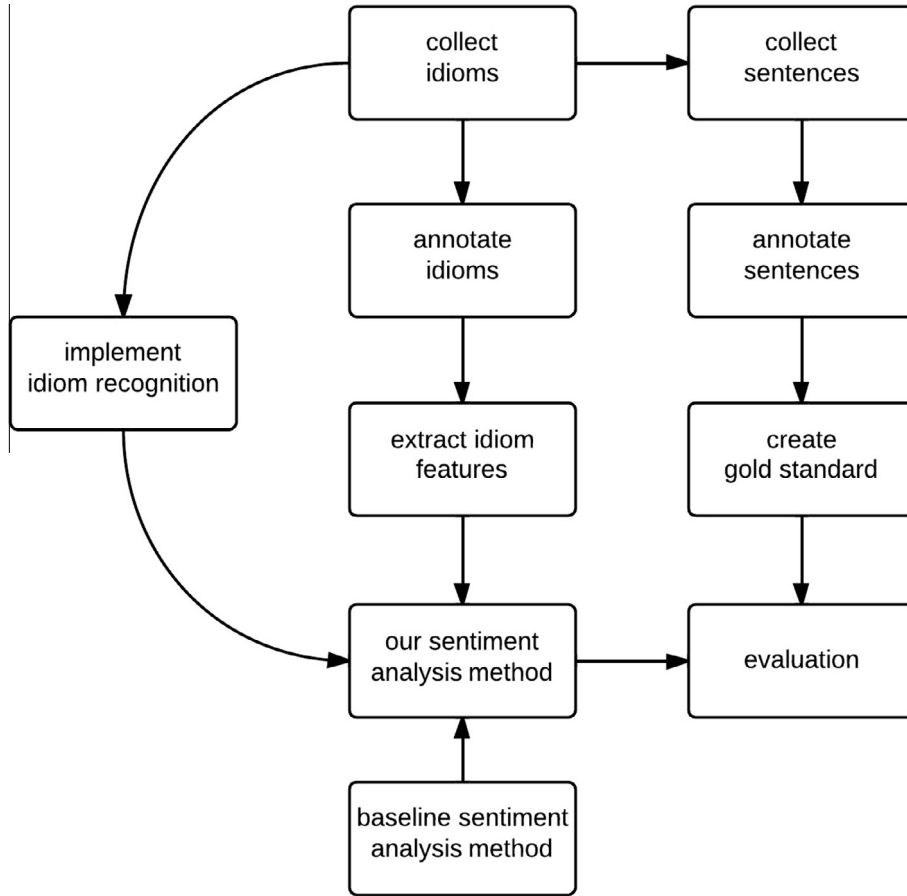 collect
idioms
collect
sentences
annotate
idioms
annotate
sentences
implement
idiom recognition
extract idiom
features
create
gold standard
our sentiment
analysis method
evaluation
baseline sentiment
analysis method